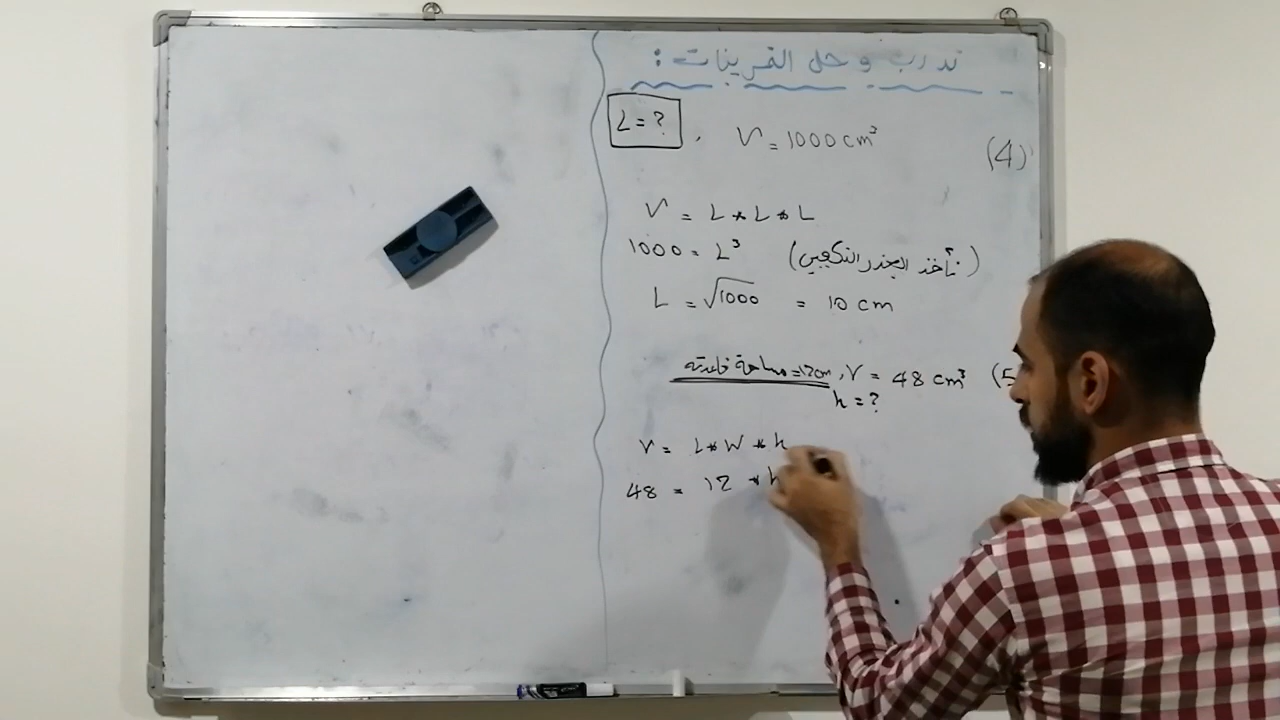 تدرب وحل التمرينات :
(4) V = 1000 cm³ , L = ?
V = L * L * L
1000 = L³ (نأخذ الجذر التكعيبي)
L = √1000 = 10 cm
(5 V = 48 cm³ , مساحة قاعدته = 12cm
h = ?
V = L * W * h
48 = 12 * h